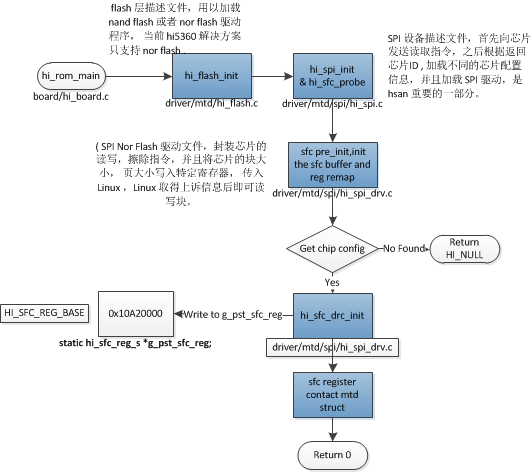 flash 层描述文件，用以加载
nand flash 或者 nor flash 驱动
程序， 当前 hi5360 解决方案
只支持 nor flash .
SPI 设备描述文件，首先向芯片
发送读取指令，之后根据返回
芯片ID , 加载不同的芯片配置
信息，并且加载 SPI 驱动，是
hsan 重要的一部分。
hi_rom_main
board/hi_board.c
hi_flash_init
driver/mtd/hi_flash.c
hi_spi_init
& hi_sfc_probe
driver/mtd/spi/hi_spi.c
( SPI Nor Flash 驱动文件，封装芯片的
读写，擦除指令，并且将芯片的块大
小， 页大小写入特定寄存器， 传入
Linux ，Linux 取得上诉信息后即可读
写块。
sfc pre_init,init
the sfc buffer and
reg remap
driver/mtd/spi/hi_spi_drv.c
Get chip config
No Found
Return
HI_NULL
Yes
HI_SFC_REG_BASE
0x10A20000
Write to g_pst_sfc_reg
hi_sfc_drc_init
static hi_sfc_reg_s *g_pst_sfc_reg;
driver/mtd/spi/hi_spi_drv.c
sfc register
contact mtd
struct
Return 0